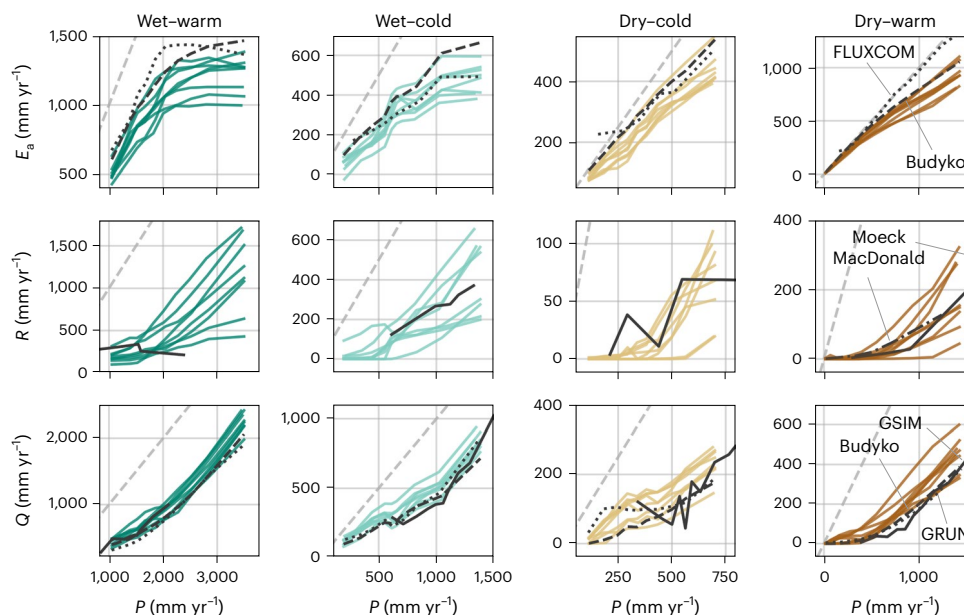 Wet–warm Wet–cold Dry–cold Dry–warm
1,500 1,000 500
Eₐ (mm yr⁻¹)
600 400 200 0
400 200
1,000 500 0
FLUXCOM
Budyko
1,500 1,000 500 0
R (mm yr⁻¹)
600 400 200 0
100 50 0
400 200 0
Moeck
MacDonald
2,000 1,000
Q (mm yr⁻¹)
1,000 500 0
400 200 0
600 400 200 0
GSIM
Budyko
GRUN
1,000 2,000 3,000 500 1,000 1,500 250 500 750 0 1,000
P (mm yr⁻¹) P (mm yr⁻¹) P (mm yr⁻¹) P (mm yr⁻¹)